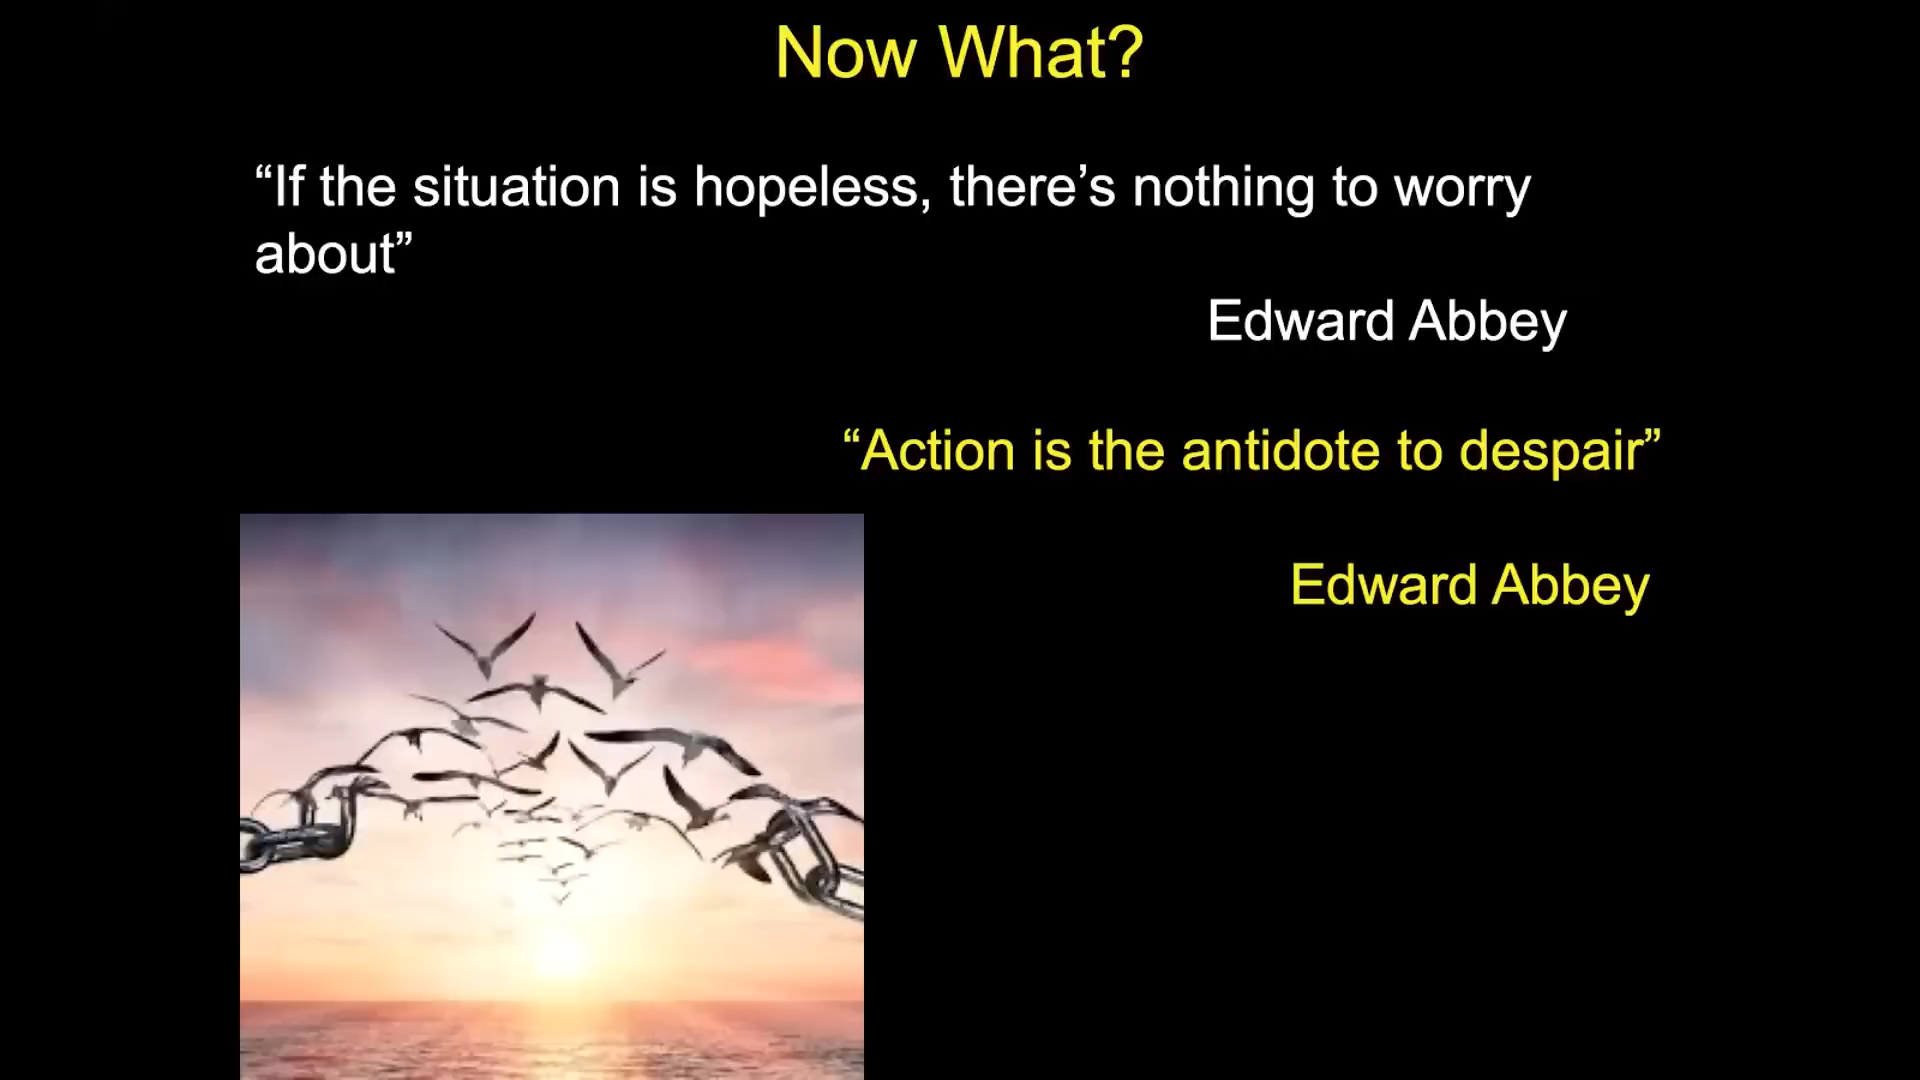 Now What?
“If the situation is hopeless, there’s nothing to worry
about”
Edward Abbey
“Action is the antidote to despair”
Edward Abbey